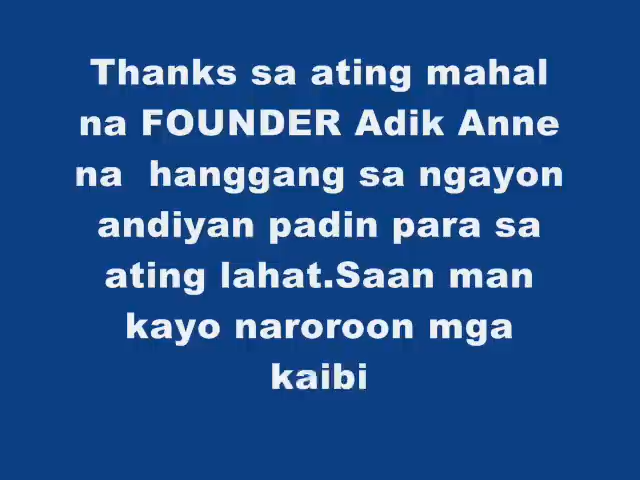 Thanks sa ating mahal
na FOUNDER Adik Anne
na  hanggang sa ngayon
andiyan padin para sa
ating lahat.Saan man
kayo naroroon mga
kaibi